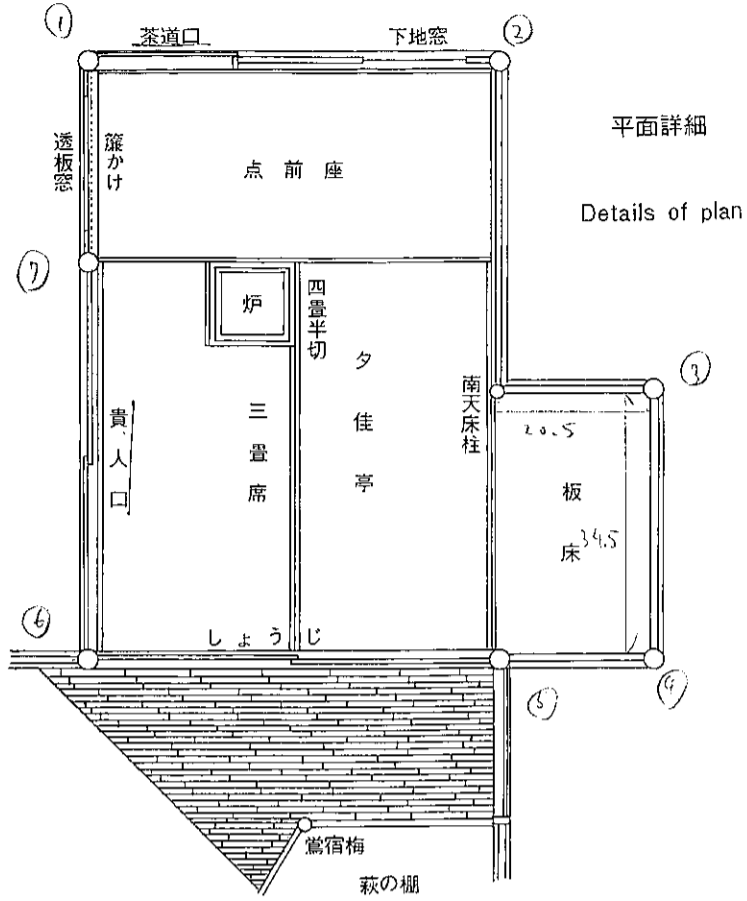 ①
茶道口
下地窓
②
平面詳細
Details of plan
透板窓
簾かけ
点前座
⑦
炉
四畳半切
夕佳亭
南天床柱
③
20.5
貴人口
三畳席
板床
34.5
⑥
しょうじ
⑤
④
鶯宿梅
萩の棚